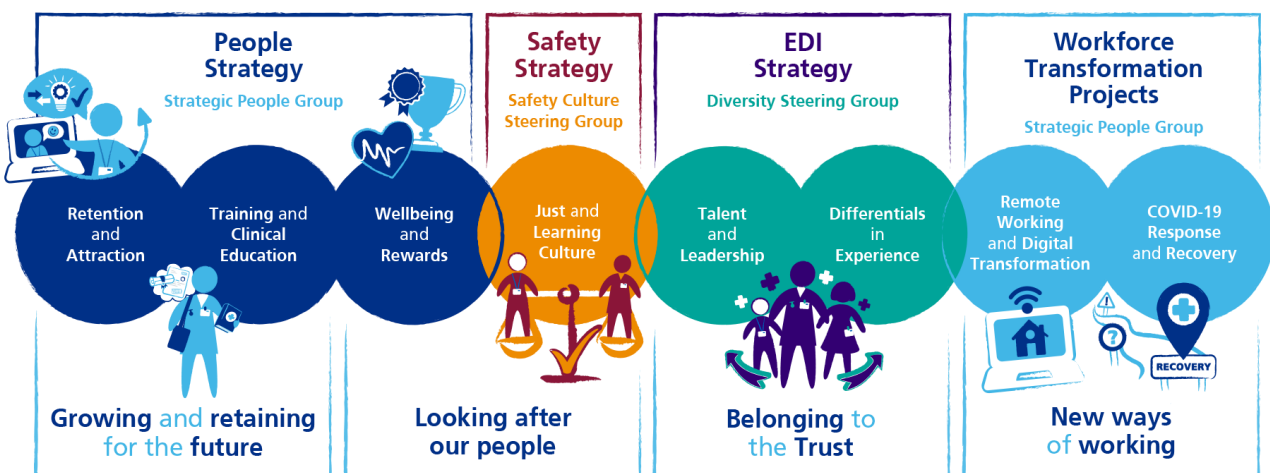 People
Strategy
Strategic People Group
Safety
Strategy
Safety Culture
Steering Group
EDI
Strategy
Diversity Steering Group
Workforce
Transformation
Projects
Strategic People Group
Retention
and
Attraction
Training and
Clinical
Education
Wellbeing
and
Rewards
Just and
Learning
Culture
Talent
and
Leadership
Differentials
in
Experience
Remote
Working
and Digital
Transformation
COVID-19
Response
and Recovery
!
?
RECOVERY
Growing and retaining
for the future
Looking after
our people
Belonging to
the Trust
New ways
of working